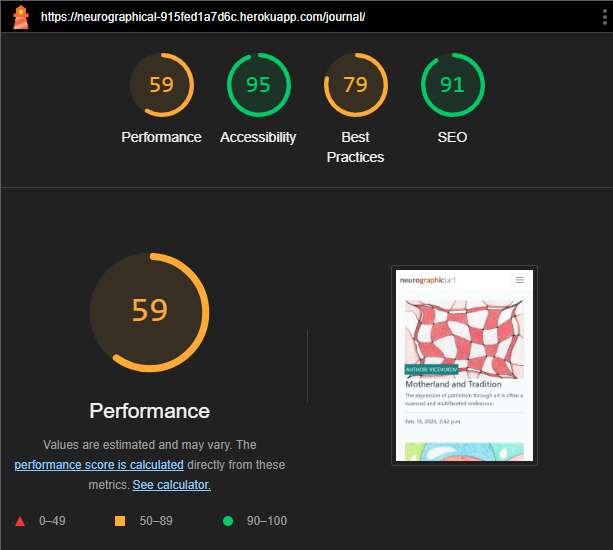 https://neurographical-915fed1a7d6c.herokuapp.com/journal/
59
95
79
91
Performance
Accessibility
Best
Practices
SEO
59
Performance
Values are estimated and may vary. The
performance score is calculated directly from these
metrics. See calculator.
0–49
50–89
90–100
neurographic|art
AUTHOR: VICEVUKOV
Motherland and Tradition
The expression of patriotism through art is often a
nuanced and multifaceted endeavour.
Feb. 15, 2025, 2:42 p.m.